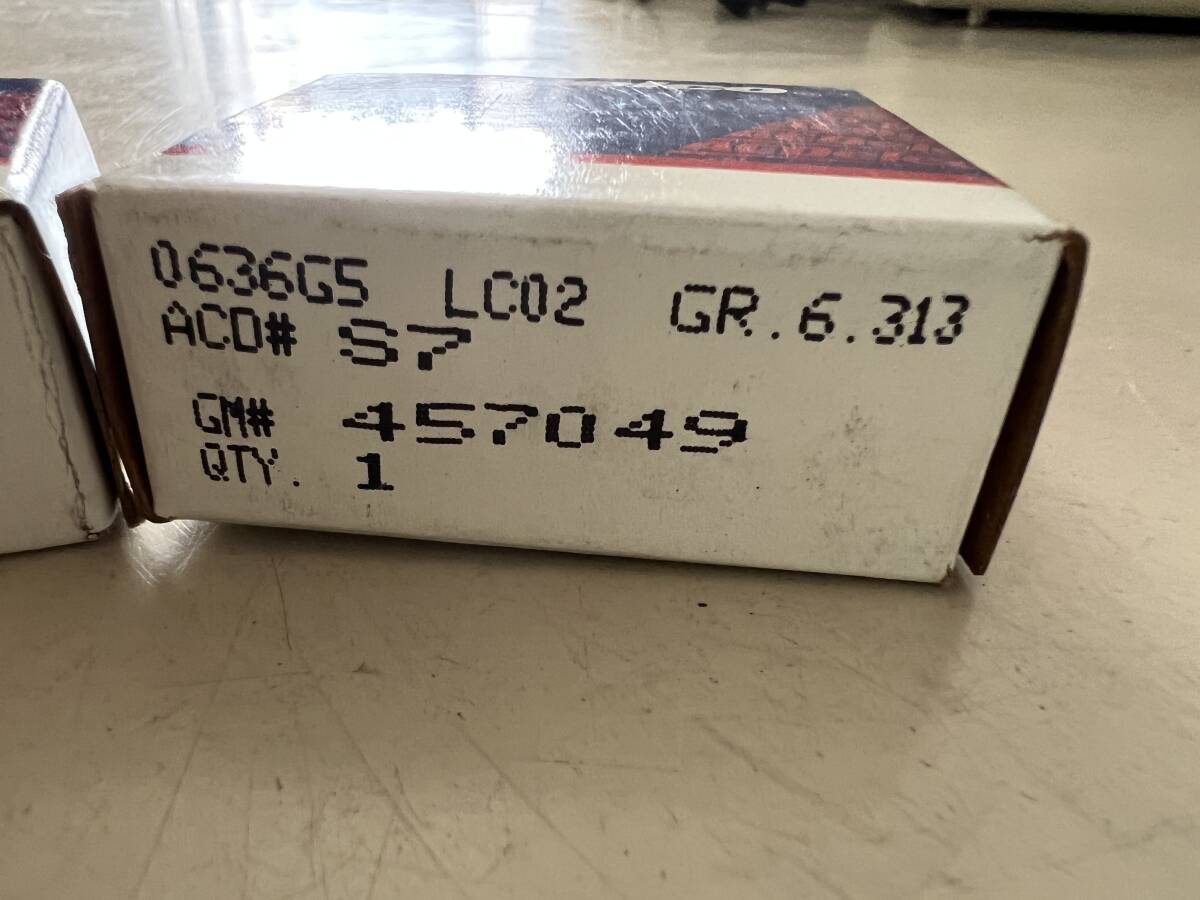 0636G5 LC02 GR.6.313
ACD# S7
GM# 457049
QTY. 1